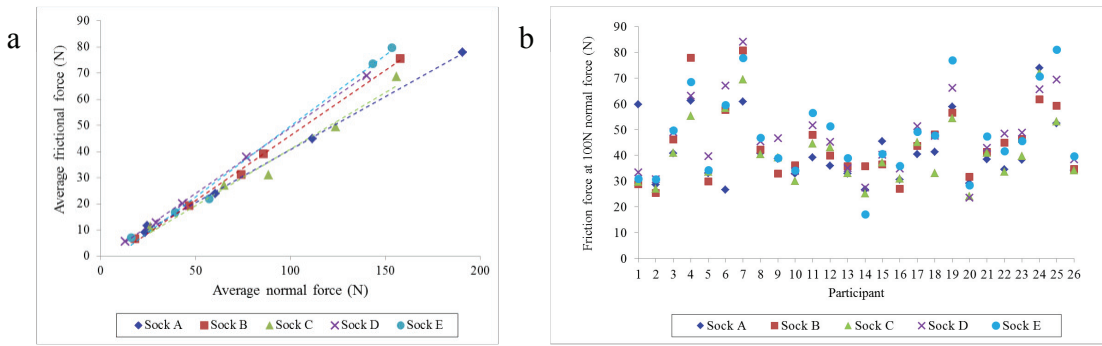 a
90
80
70
60
50
40
30
20
10
0
Average frictional force (N)
0 50 100 150 200
Average normal force (N)
Sock A Sock B Sock C Sock D Sock E
b
90
80
70
60
50
40
30
20
10
0
Friction force at 100N normal force (N)
1 2 3 4 5 6 7 8 9 10 11 12 13 14 15 16 17 18 19 20 21 22 23 24 25 26
Participant
Sock A Sock B Sock C Sock D Sock E